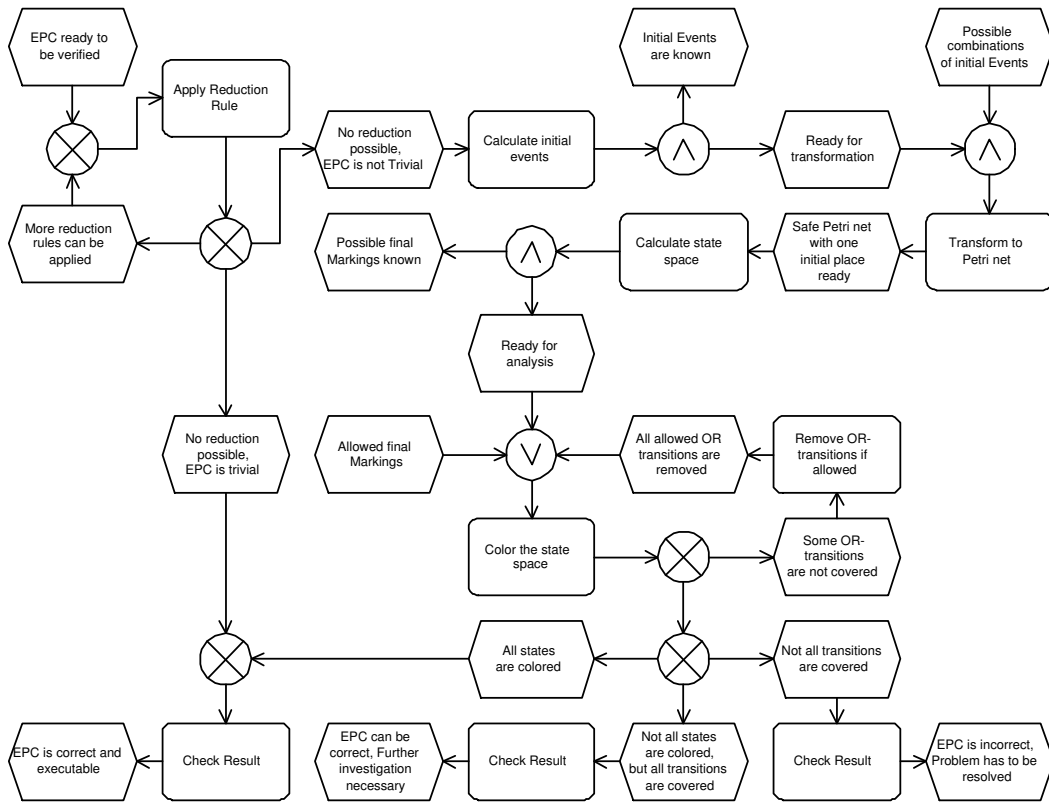 EPC ready to
be verified
Initial Events
are known
Possible
combinations
of initial Events
Apply Reduction
Rule
No reduction
possible,
EPC is not Trivial
Calculate initial
events
Ready for
transformation
More reduction
rules can be
applied
Possible final
Markings known
Calculate state
space
Safe Petri net
with one
initial place
ready
Transform to
Petri net
Ready for
analysis
No reduction
possible,
EPC is trivial
Allowed final
Markings
All allowed OR
transitions are
removed
Remove OR-
transitions if
allowed
Color the state
space
Some OR-
transitions
are not covered
All states
are colored
Not all transitions
are covered
EPC is correct and
executable
Check Result
EPC can be
correct, Further
investigation
necessary
Check Result
Not all states
are colored,
but all transitions
are covered
Check Result
EPC is incorrect,
Problem has to be
resolved